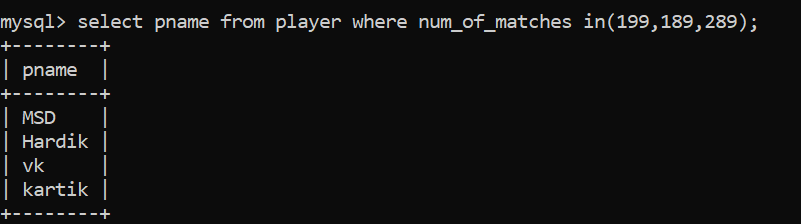 mysql> select pname from player where num_of_matches in(199,189,289);
+--------+
| pname  |
+--------+
| MSD    |
| Hardik |
| vk     |
| kartik |
+--------+